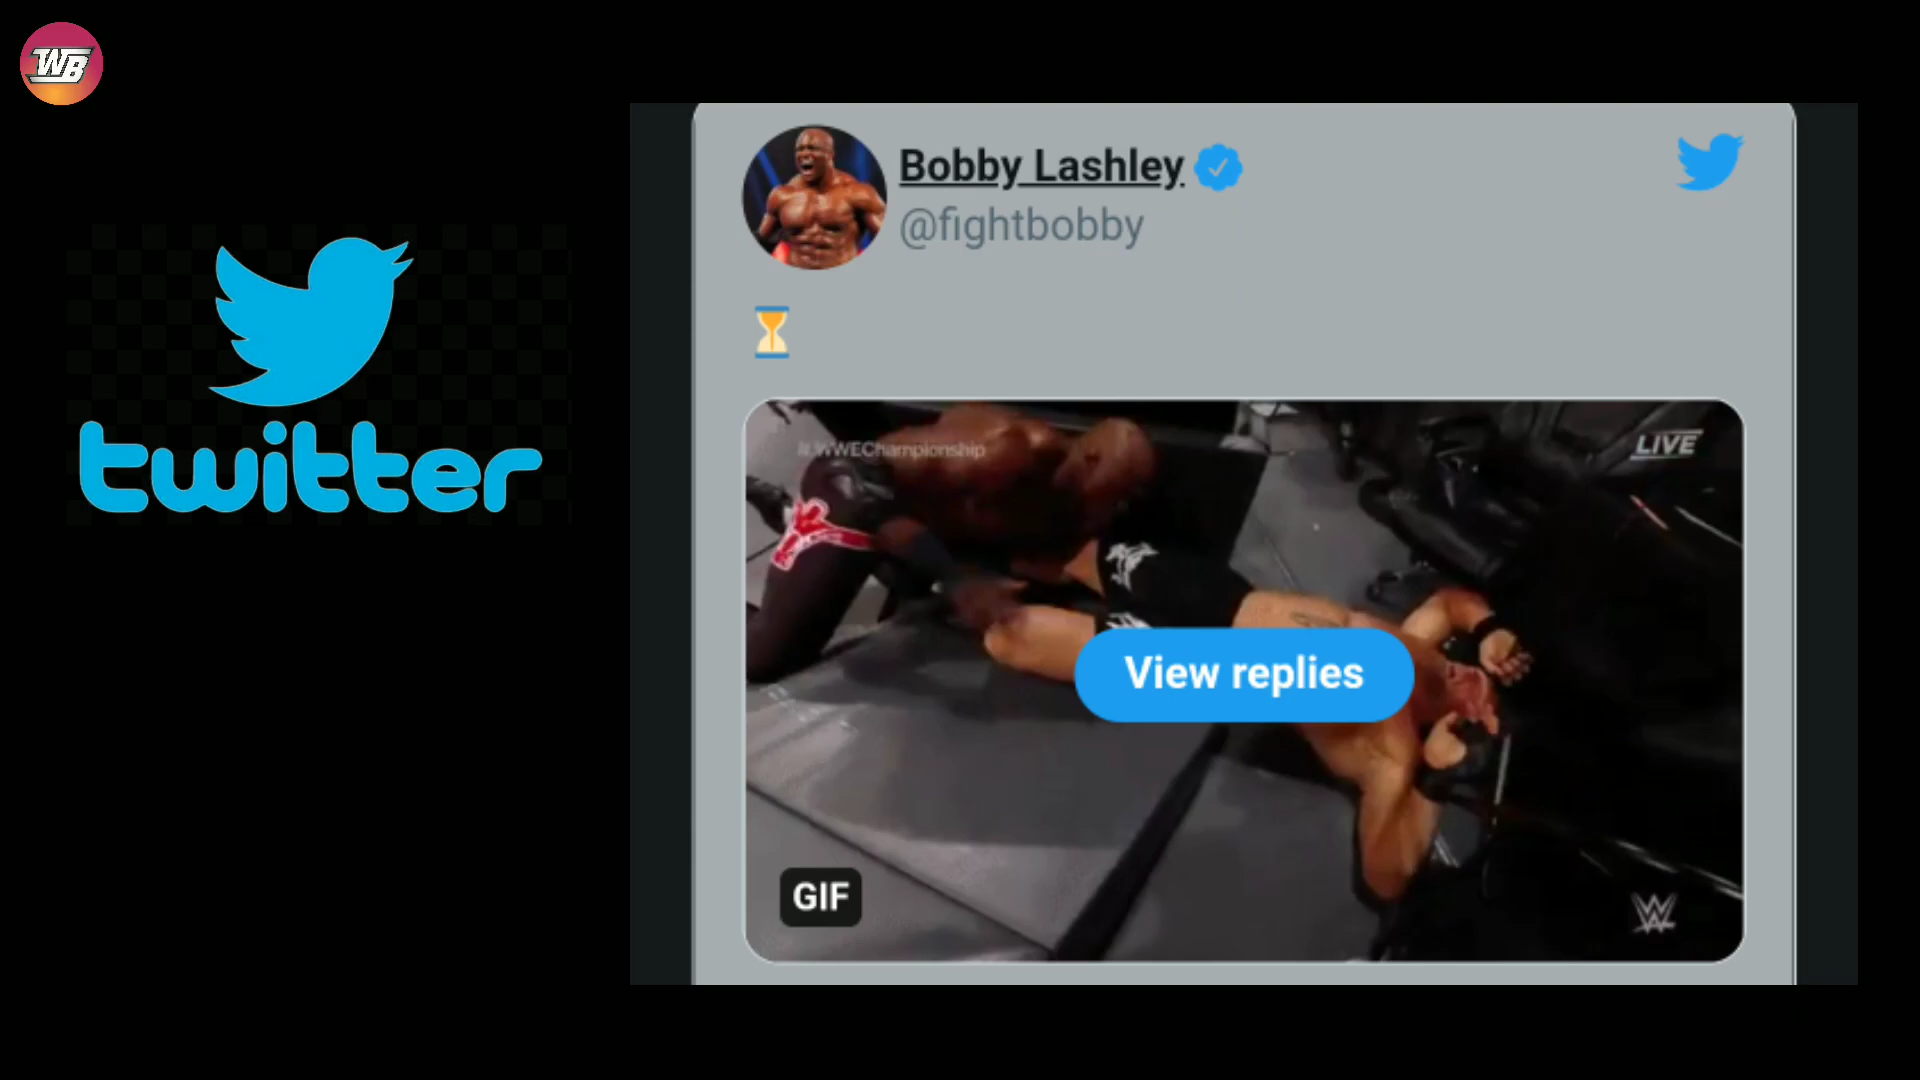 WB
twitter
Bobby Lashley
@fightbobby
#WWEChampionship
LIVE
View replies
GIF
W